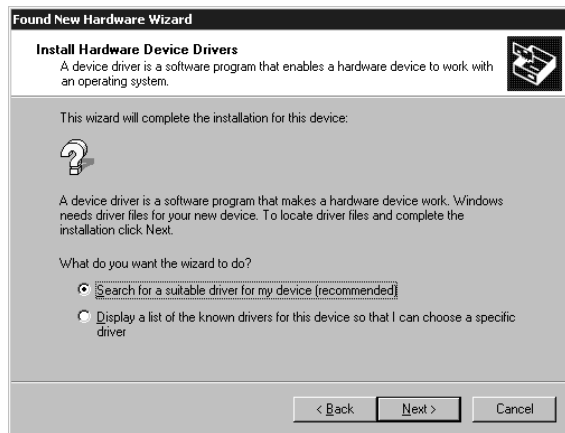 Found New Hardware Wizard
Install Hardware Device Drivers
A device driver is a software program that enables a hardware device to work with
an operating system.
This wizard will complete the installation for this device:
A device driver is a software program that makes a hardware device work. Windows
needs driver files for your new device. To locate driver files and complete the
installation click Next.
What do you want the wizard to do?
Search for a suitable driver for my device (recommended)
Display a list of the known drivers for this device so that I can choose a specific
driver
< Back
Next >
Cancel